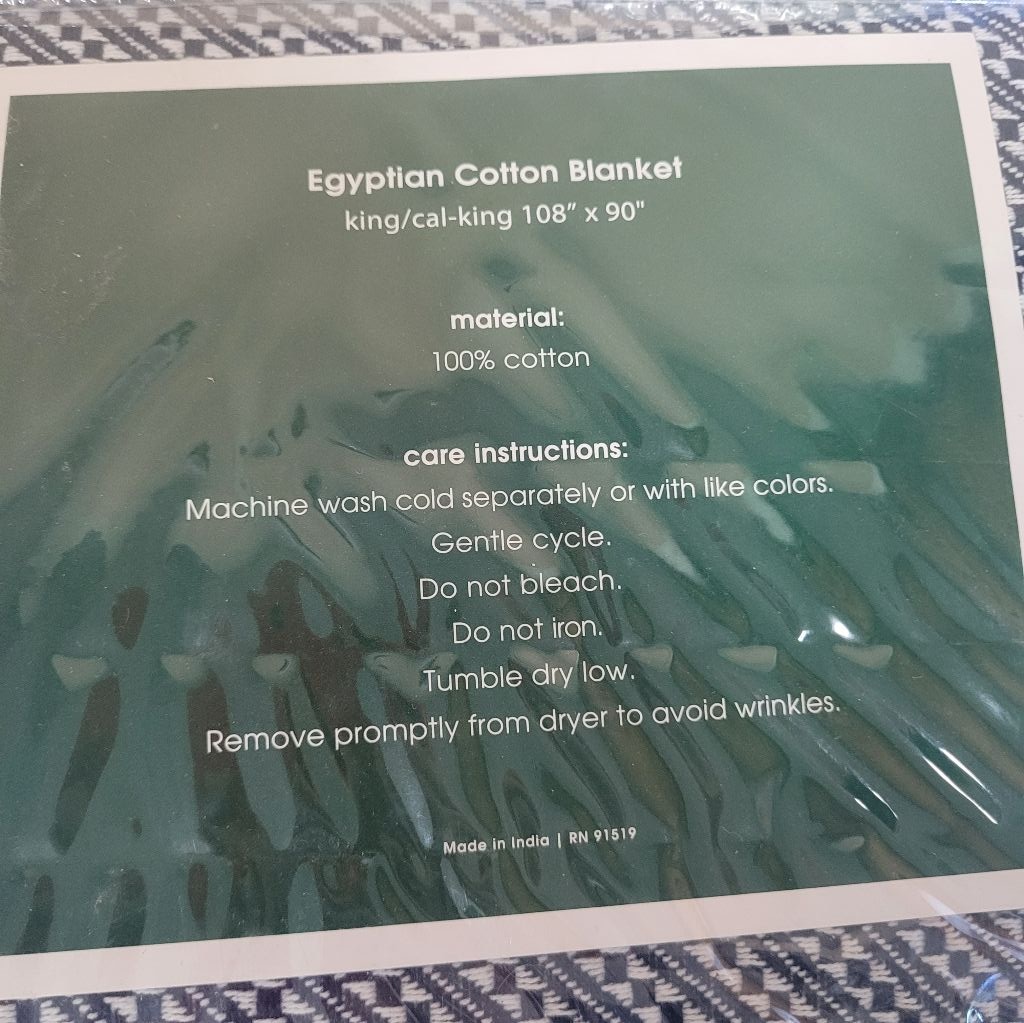 Egyptian Cotton Blanket
king/cal-king 108” x 90"
material:
100% cotton
care instructions:
Machine wash cold separately or with like colors.
Gentle cycle.
Do not bleach.
Do not iron.
Tumble dry low.
Remove promptly from dryer to avoid wrinkles.
Made in India | RN 91519